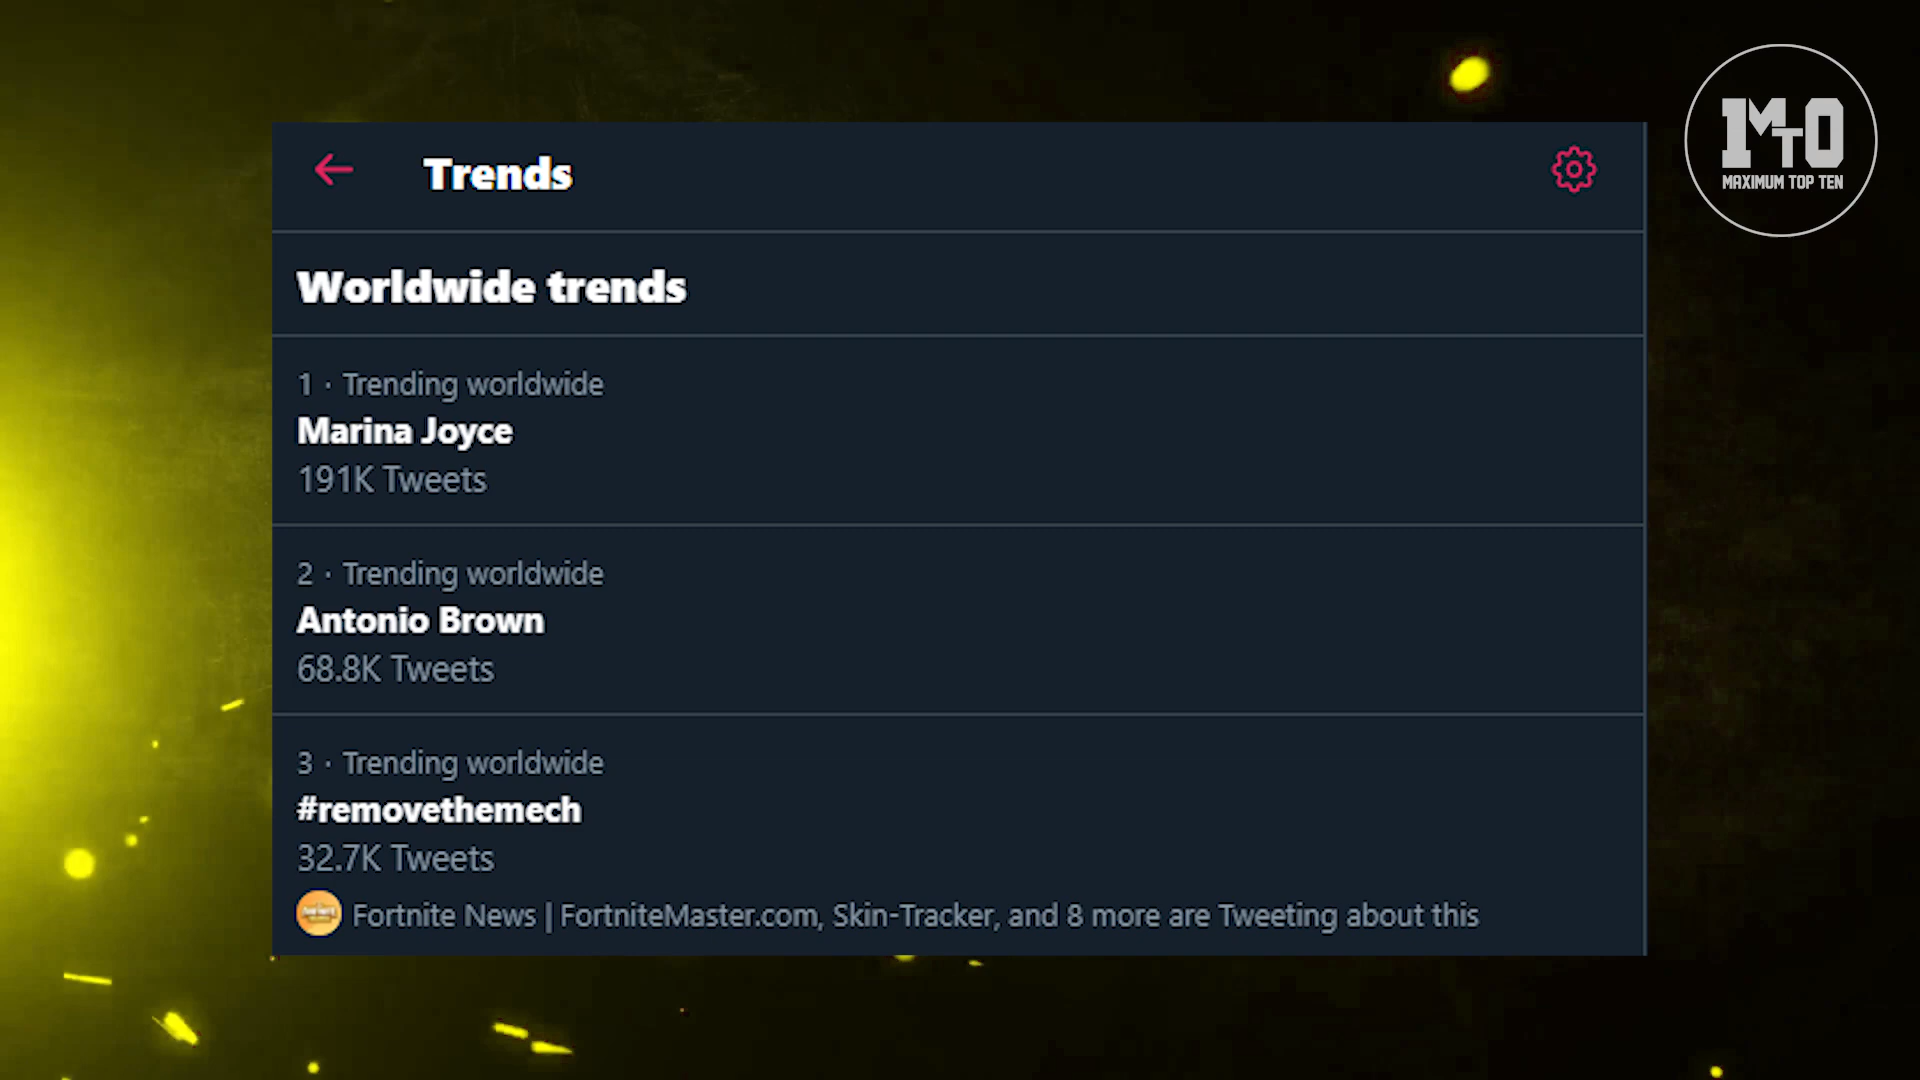 Trends
Worldwide trends
1 · Trending worldwide
Marina Joyce
191K Tweets
2 · Trending worldwide
Antonio Brown
68.8K Tweets
3 · Trending worldwide
#removethemech
32.7K Tweets
Fortnite News | FortniteMaster.com, Skin-Tracker, and 8 more are Tweeting about this
1MTO
MAXIMUM TOP TEN